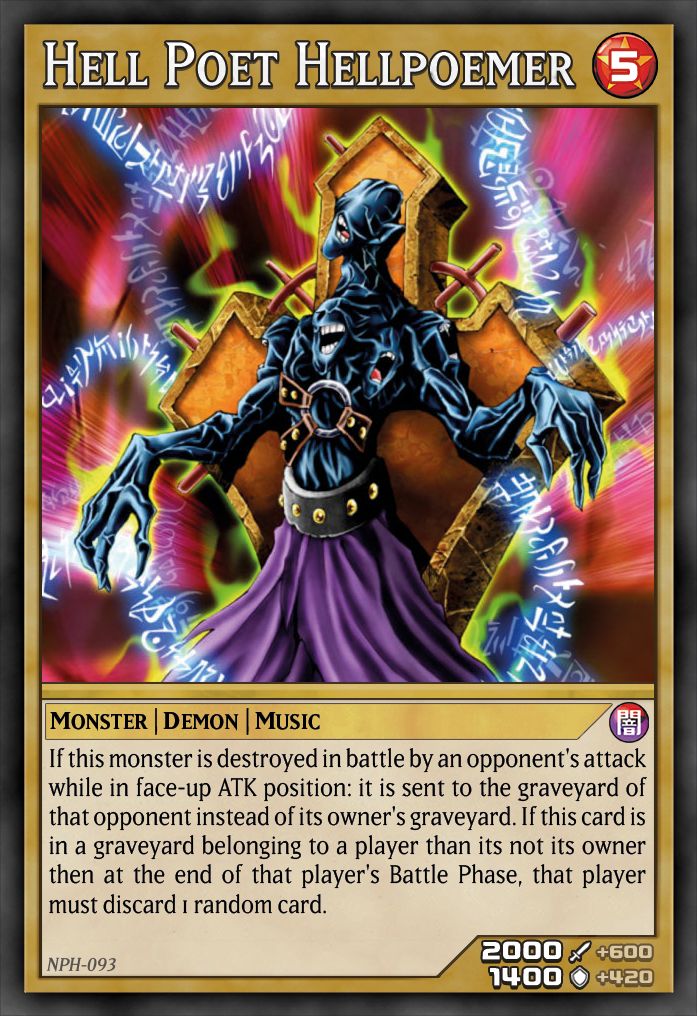 Hell Poet Hellpoemer 5
Monster | Demon | Music 闇
If this monster is destroyed in battle by an opponent's attack
while in face-up ATK position: it is sent to the graveyard of
that opponent instead of its owner's graveyard. If this card is
in a graveyard belonging to a player than its not its owner
then at the end of that player's Battle Phase, that player
must discard 1 random card.
2000 +600
NPH-093 1400 +420